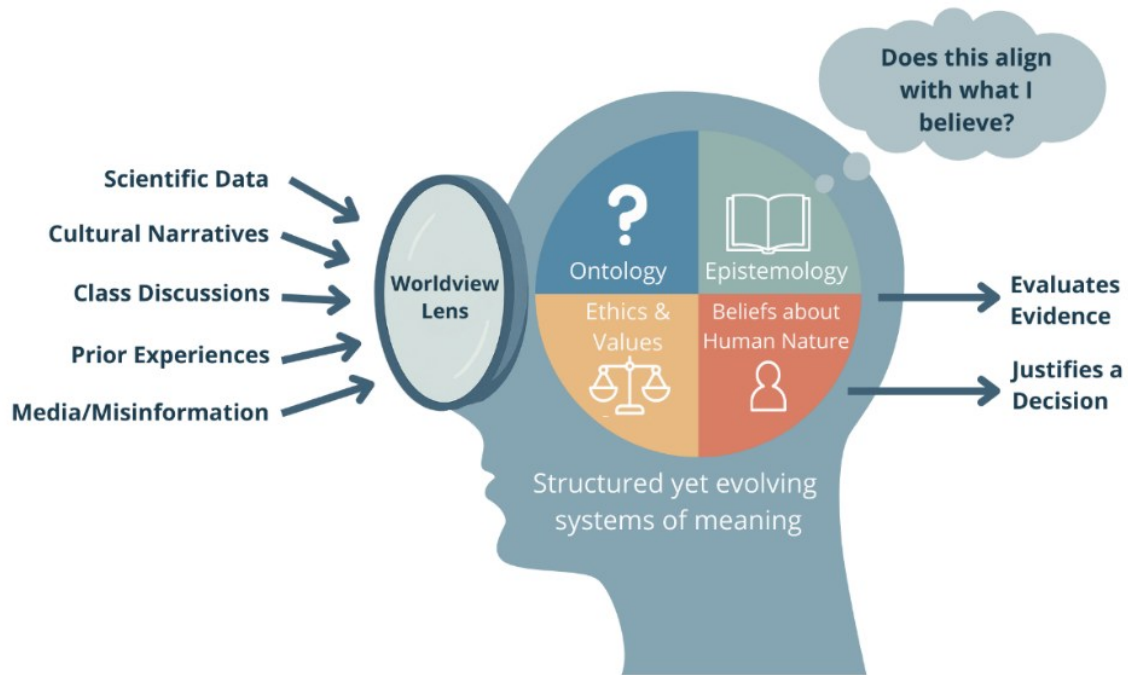 Does this align
with what I
believe?
Scientific Data
Cultural Narratives
Class Discussions
Prior Experiences
Media/Misinformation
Worldview
Lens
Ontology
Epistemology
Ethics &
Values
Beliefs about
Human Nature
Structured yet evolving
systems of meaning
Evaluates
Evidence
Justifies a
Decision